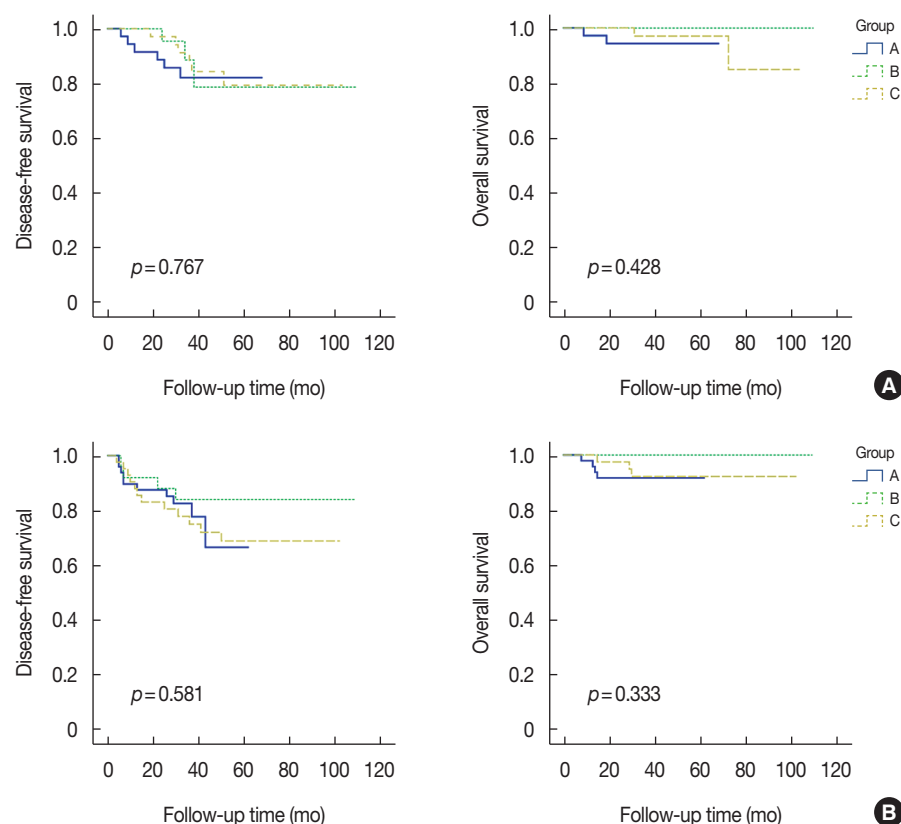 Disease-free survival
1.0
0.8
0.6
0.4
0.2
0
p=0.767
0 20 40 60 80 100 120
Follow-up time (mo)
Overall survival
1.0
0.8
0.6
0.4
0.2
0
p=0.428
0 20 40 60 80 100 120
Follow-up time (mo)
Group
A
B
C
A
Disease-free survival
1.0
0.8
0.6
0.4
0.2
0
p=0.581
0 20 40 60 80 100 120
Follow-up time (mo)
Overall survival
1.0
0.8
0.6
0.4
0.2
0
p=0.333
0 20 40 60 80 100 120
Follow-up time (mo)
Group
A
B
C
B